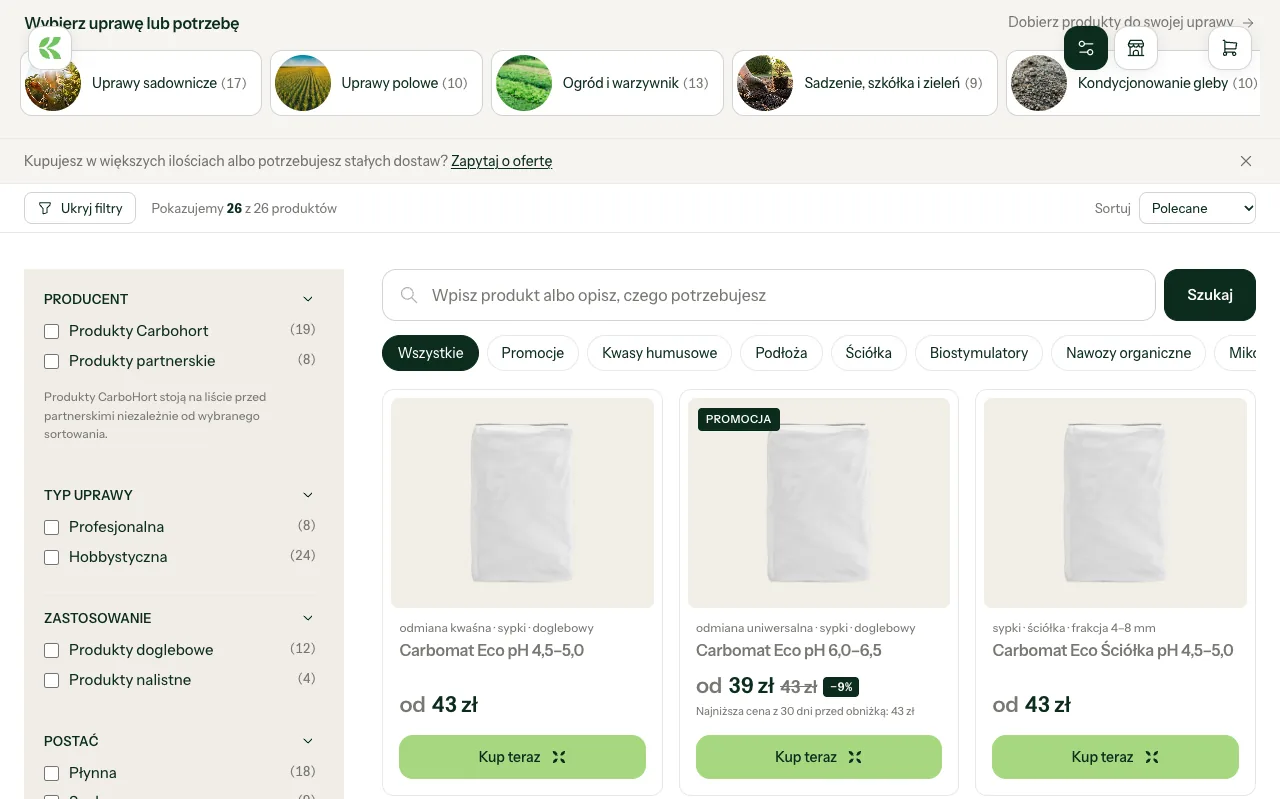 Wybierz uprawę lub potrzebę
Dobierz produkty do swojej uprawy →
Uprawy sadownicze (17)
Uprawy polowe (10)
Ogród i warzywnik (13)
Sadzenie, szkółka i zieleń (9)
Kondycjonowanie gleby (10)
Kupujesz w większych ilościach albo potrzebujesz stałych dostaw? Zapytaj o ofertę
Ukryj filtry
Pokazujemy 26 z 26 produktów
Sortuj
Polecane
PRODUCENT
Produkty Carbohort (19)
Produkty partnerskie (8)
Produkty CarboHort stoją na liście przed
partnerskimi niezależnie od wybranego
sortowania.
TYP UPRAWY
Profesjonalna (8)
Hobbystyczna (24)
ZASTOSOWANIE
Produkty doglebowe (12)
Produkty nalistne (4)
POSTAĆ
Płynna (18)
Wpisz produkt albo opisz, czego potrzebujesz
Szukaj
Wszystkie
Promocje
Kwasy humusowe
Podłoża
Ściółka
Biostymulatory
Nawozy organiczne
odmiana kwaśna · sypki · doglebowy
Carbomat Eco pH 4,5–5,0
od 43 zł
Kup teraz
PROMOCJA
odmiana uniwersalna · sypki · doglebowy
Carbomat Eco pH 6,0–6,5
od 39 zł 43 zł −9%
Najniższa cena z 30 dni przed obniżką: 43 zł
Kup teraz
sypki · ściółka · frakcja 4–8 mm
Carbomat Eco Ściółka pH 4,5–5,0
od 43 zł
Kup teraz